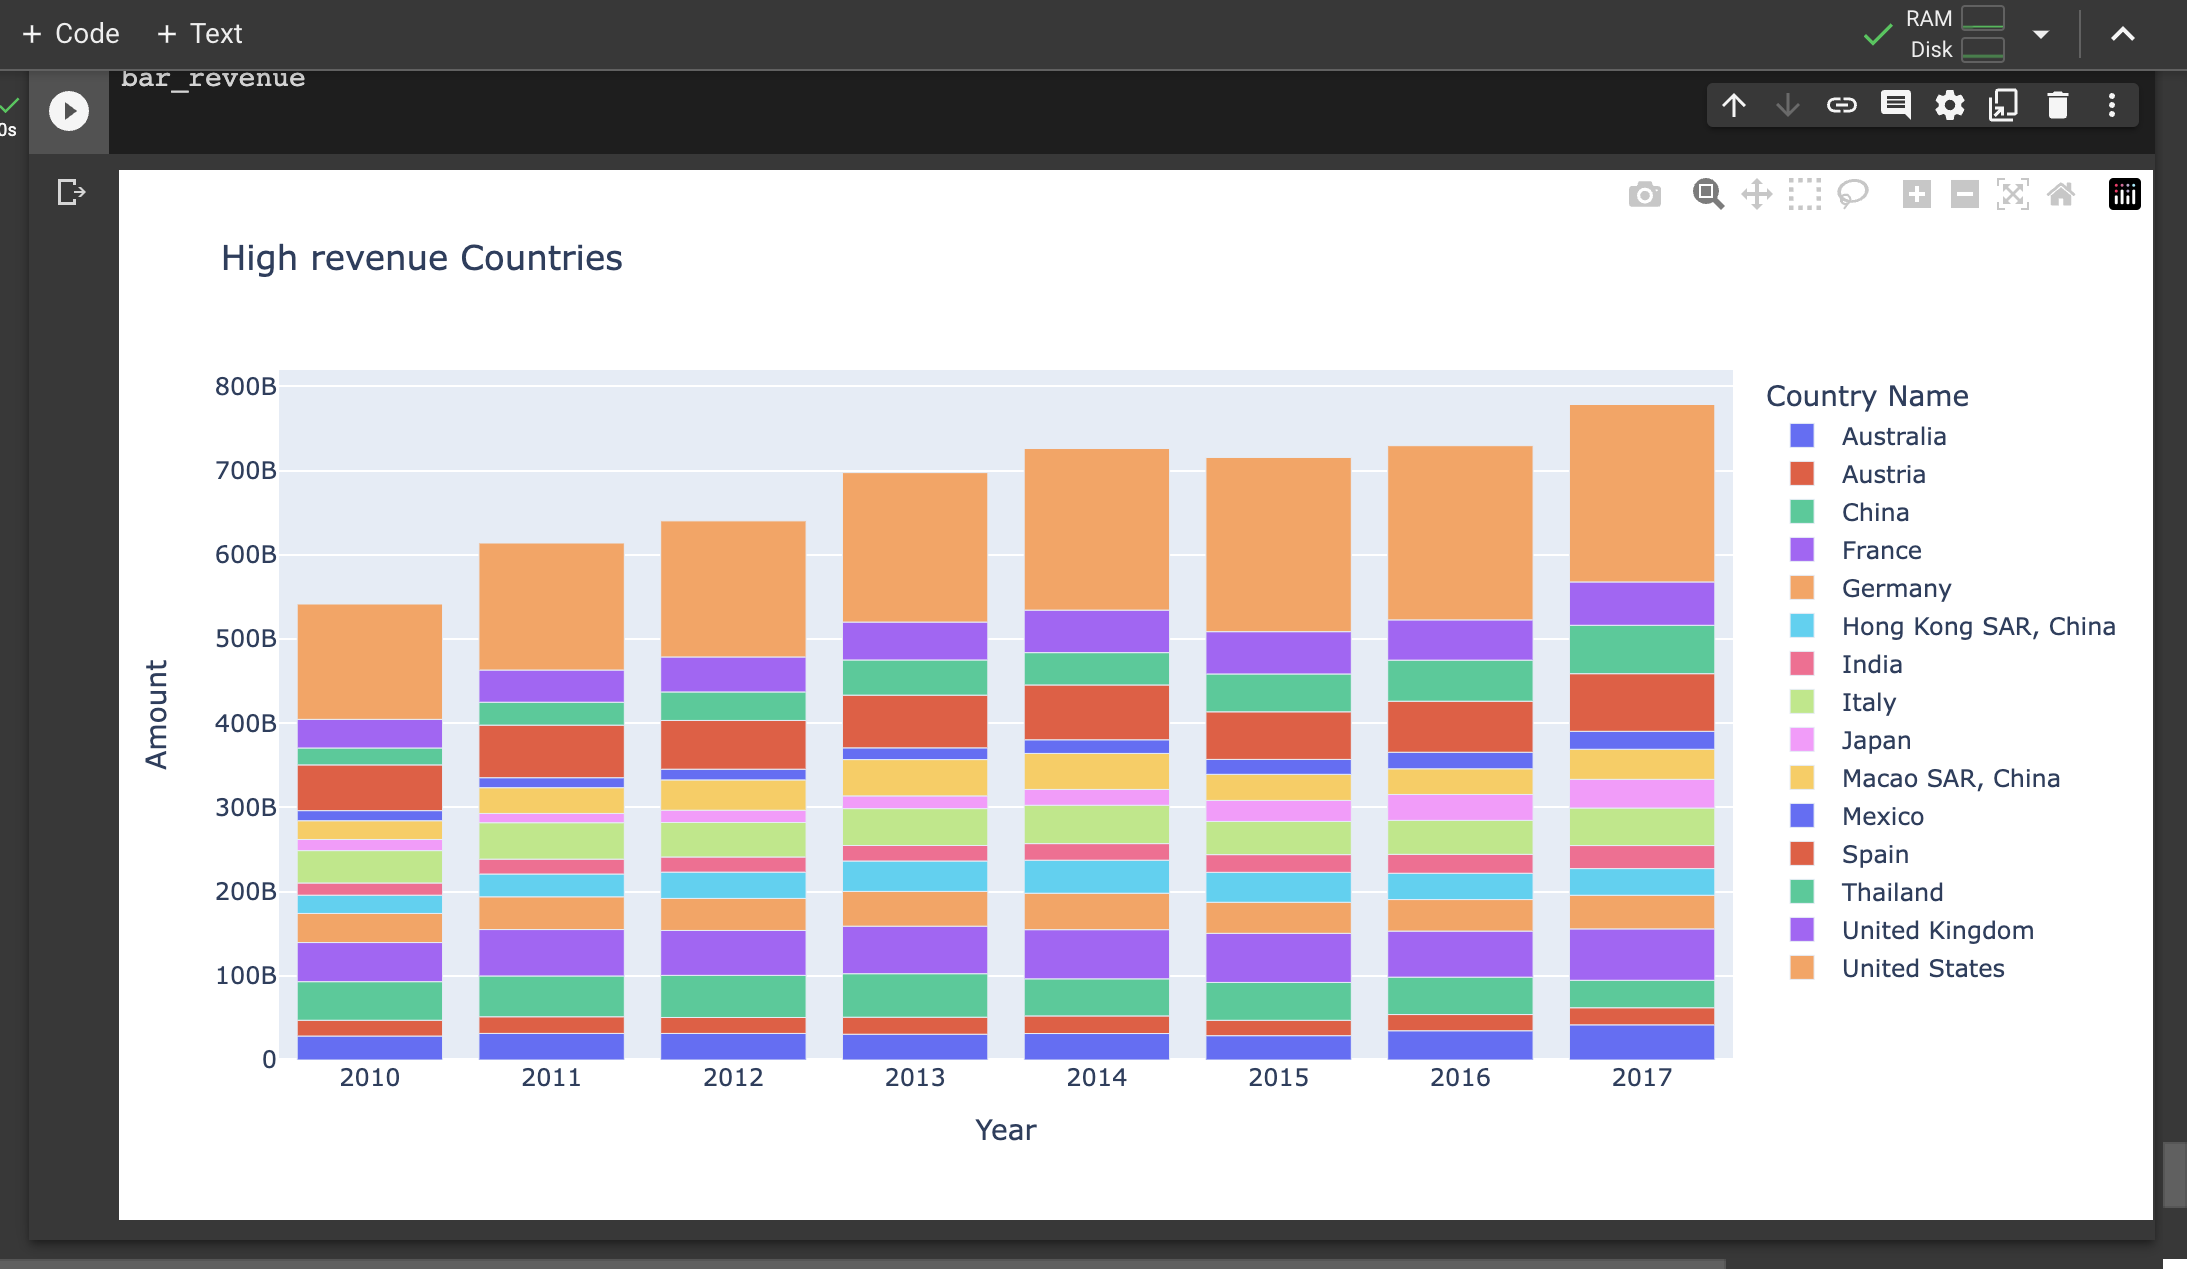 + Code + Text
RAM
Disk
bar_revenue
0s
High revenue Countries
800B
700B
600B
500B
400B
300B
200B
100B
0
Amount
2010 2011 2012 2013 2014 2015 2016 2017
Year
Country Name
Australia
Austria
China
France
Germany
Hong Kong SAR, China
India
Italy
Japan
Macao SAR, China
Mexico
Spain
Thailand
United Kingdom
United States